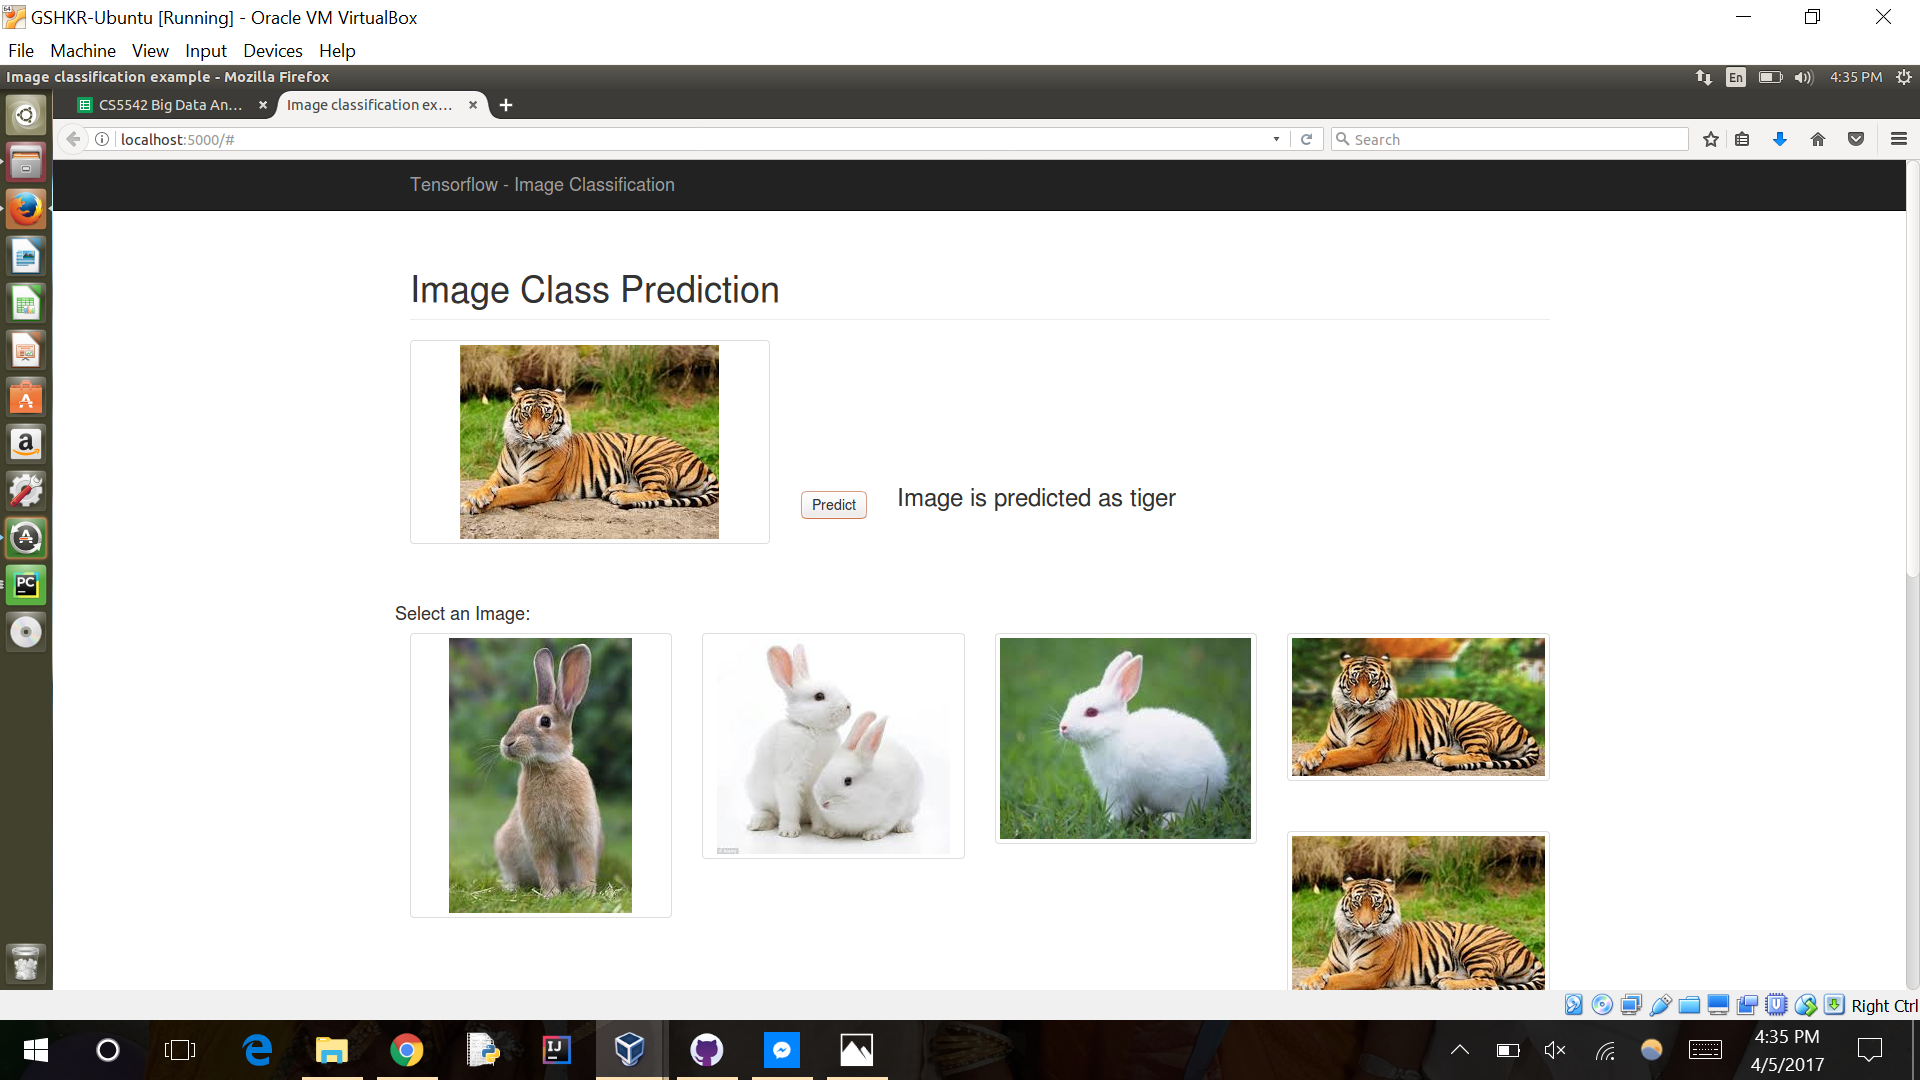 GSHKR-Ubuntu [Running] - Oracle VM VirtualBox
File Machine View Input Devices Help
Image classification example - Mozilla Firefox
En
4:35 PM
CS5542 Big Data An...
Image classification ex...
localhost:5000/#
Search
Tensorflow - Image Classification
Image Class Prediction
Predict
Image is predicted as tiger
Select an Image:
PC
Right Ctrl
IJ
4:35 PM
4/5/2017